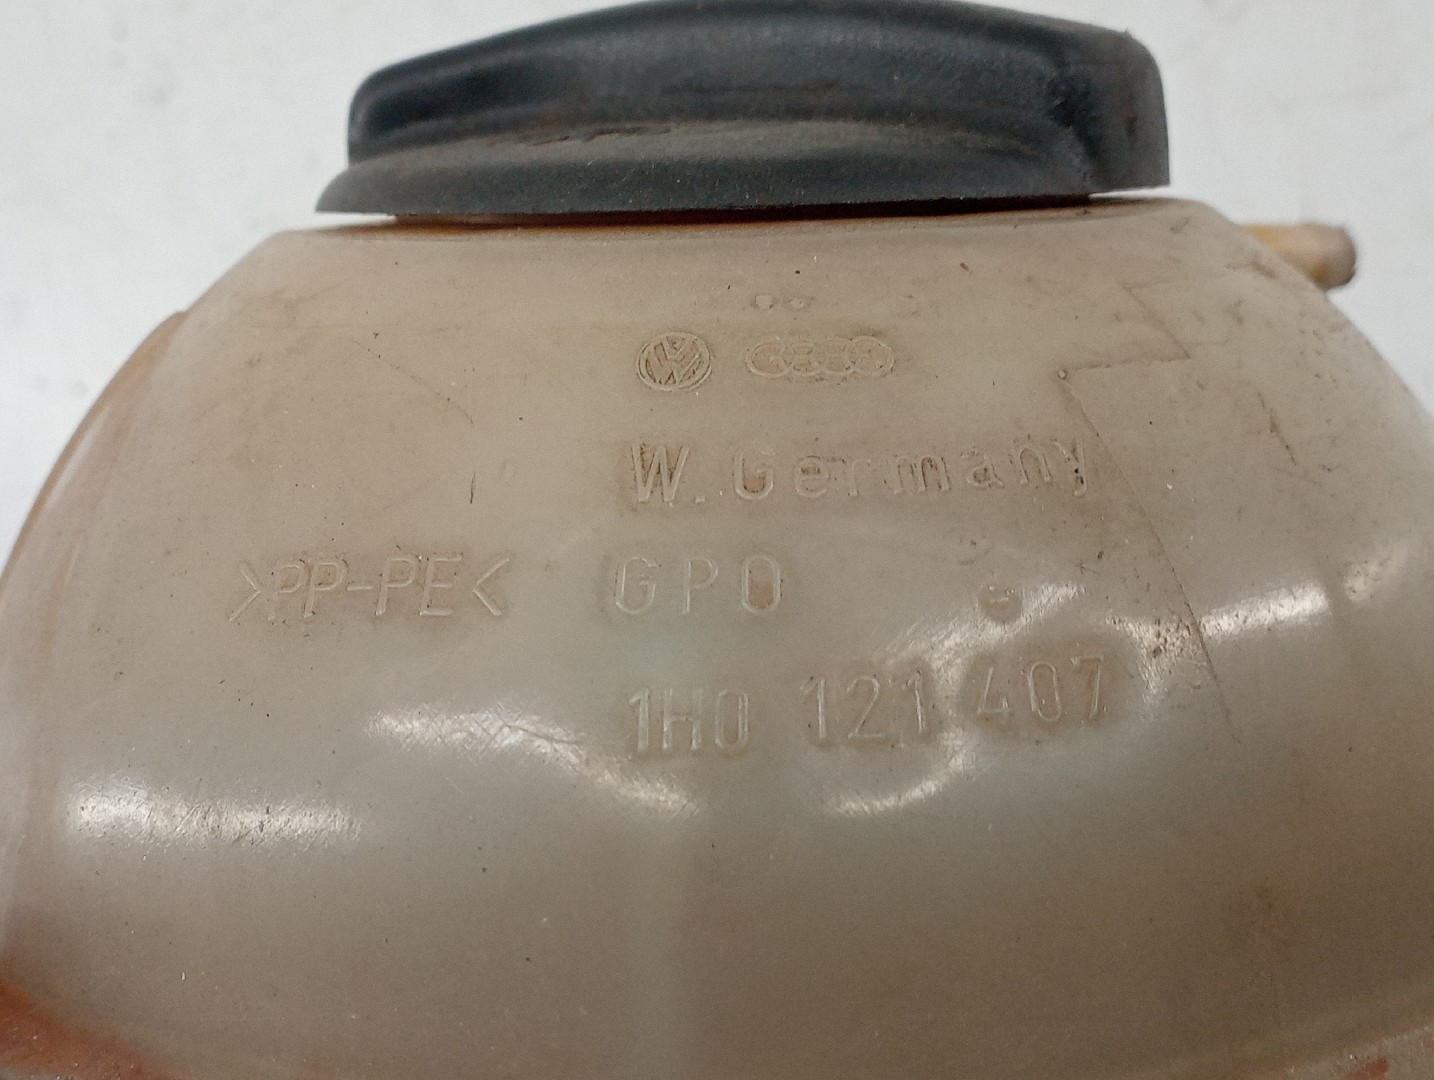 W. Germany
>PP-PE< GPO
1H0 121 407